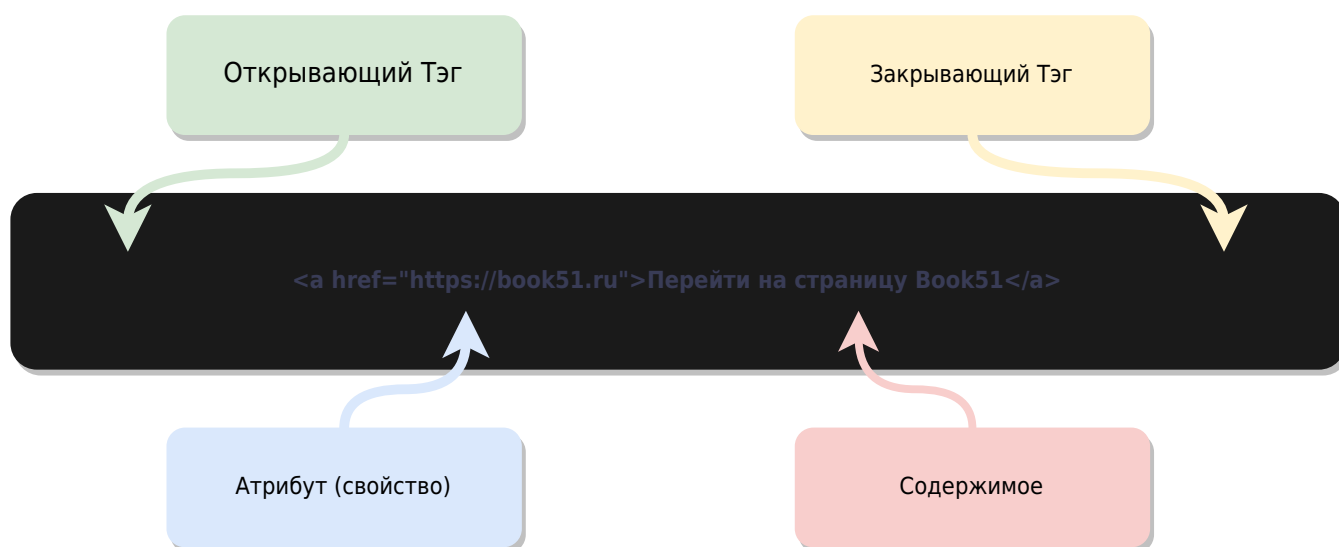 Открывающий Тэг
Закрывающий Тэг
<a href="https://book51.ru">Перейти на страницу Book51</a>
Атрибут (свойство)
Содержимое